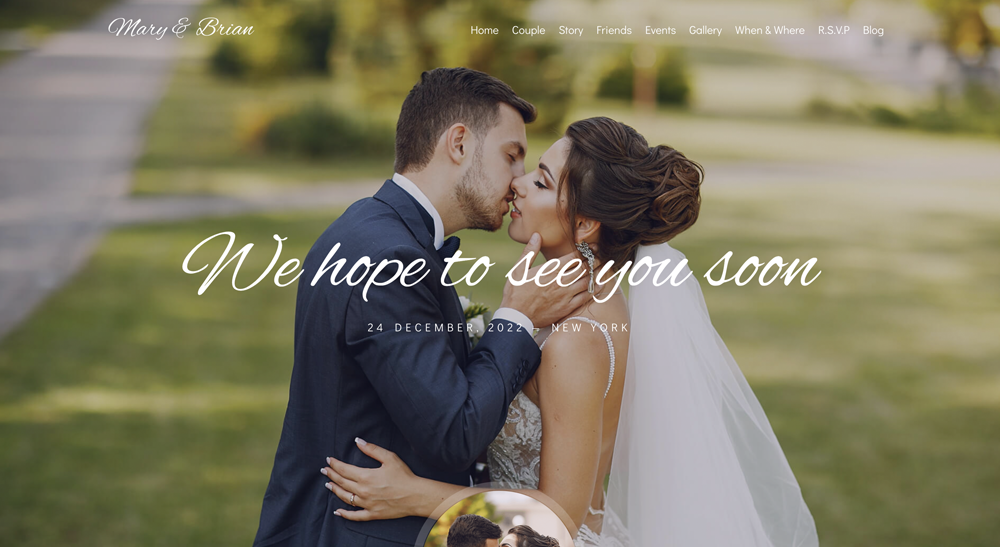 Mary & Brian
Home Couple Story Friends Events Gallery When & Where R.S.V.P Blog
We hope to see you soon
24 DECEMBER, 2022 NEW YORK